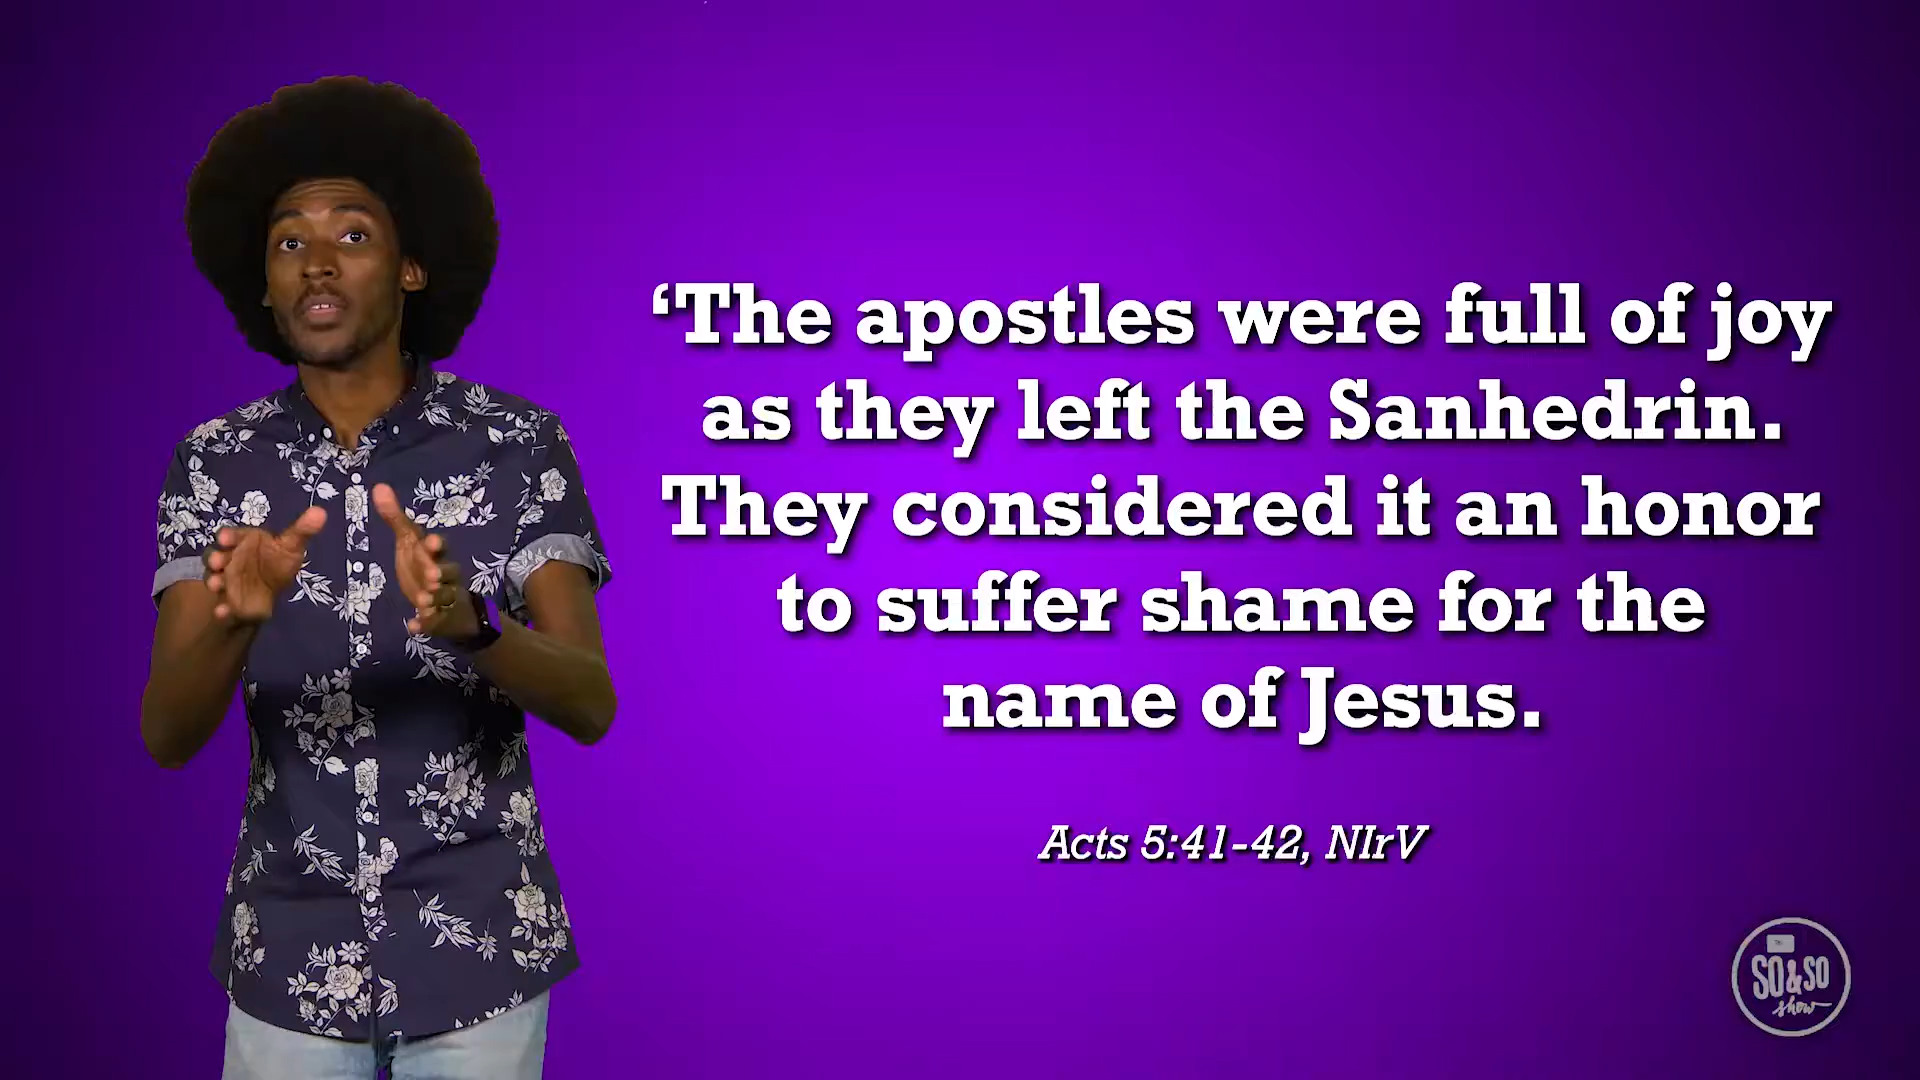 ‘The apostles were full of joy
as they left the Sanhedrin.
They considered it an honor
to suffer shame for the
name of Jesus.
Acts 5:41-42, NIrV
SO&SO
show